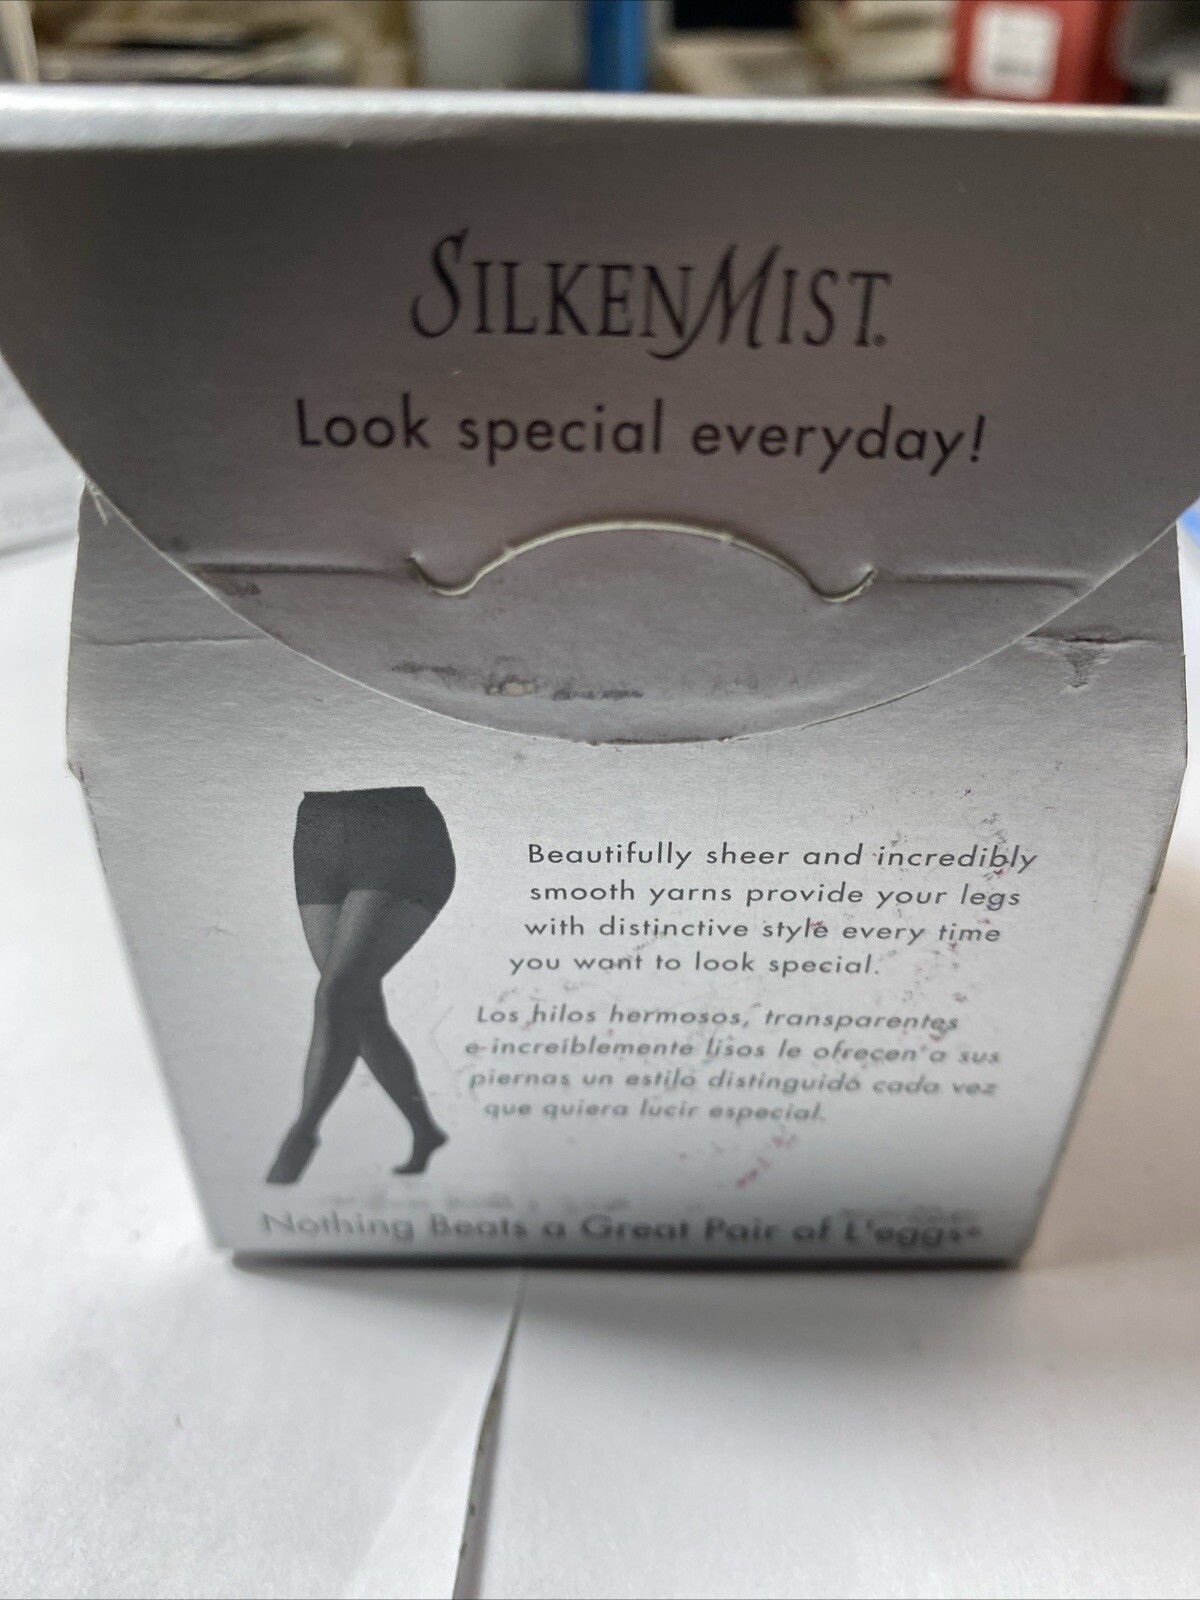 SILKENMIST®
Look special everyday!
Beautifully sheer and incredibly
smooth yarns provide your legs
with distinctive style every time
you want to look special.
Los hilos hermosos, transparentes
e increíblemente lisos le ofrecen a sus
piernas un estilo distinguido cada vez
que quiera lucir especial.
Nothing Beats a Great Pair of L'eggs®